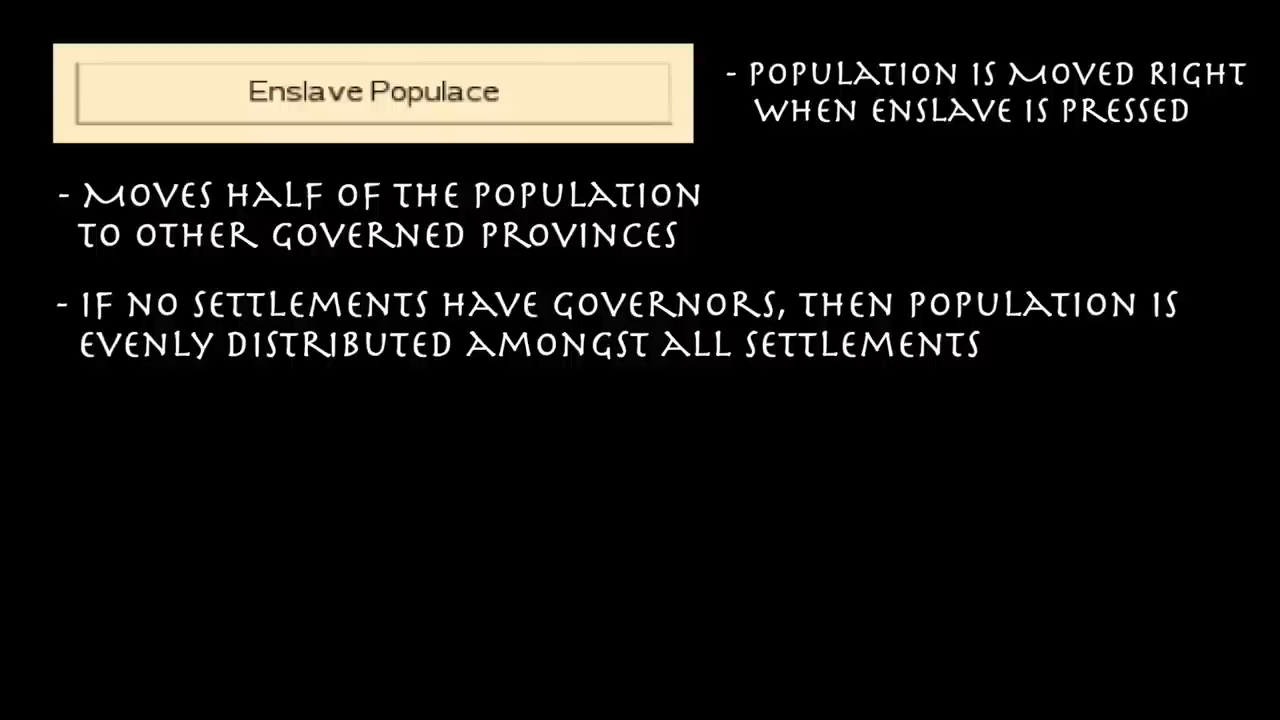 Enslave Populace
- POPULATION IS MOVED RIGHT
WHEN ENSLAVE IS PRESSED
- MOVES HALF OF THE POPULATION
TO OTHER GOVERNED PROVINCES
- IF NO SETTLEMENTS HAVE GOVERNORS, THEN POPULATION IS
EVENLY DISTRIBUTED AMONGST ALL SETTLEMENTS